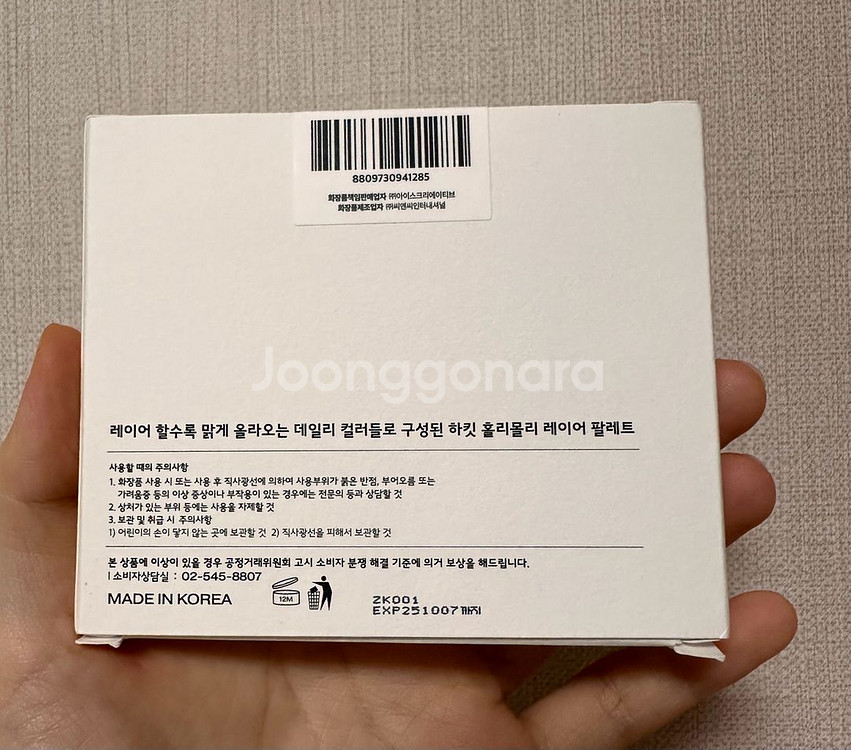 8809730941285
화장품책임판매업자 ㈜아이스크리에이티브
화장품제조업자 ㈜씨앤씨인터내셔널
Joonggonara
레이어 할수록 맑게 올라오는 데일리 컬러들로 구성된 하킷 홀리몰리 레이어 팔레트
사용할 때의 주의사항
1. 화장품 사용 시 또는 사용 후 직사광선에 의하여 사용부위가 붉은 반점, 부어오름 또는
가려움증 등의 이상 증상이나 부작용이 있는 경우에는 전문의 등과 상담할 것
2. 상처가 있는 부위 등에는 사용을 자제할 것
3. 보관 및 취급 시 주의사항
1) 어린이의 손이 닿지 않는 곳에 보관할 것 2) 직사광선을 피해서 보관할 것
본 상품에 이상이 있을 경우 공정거래위원회 고시 소비자 분쟁 해결 기준에 의거 보상을 해드립니다.
| 소비자상담실 : 02-545-8807
MADE IN KOREA 12M ZK001
EXP251007까지